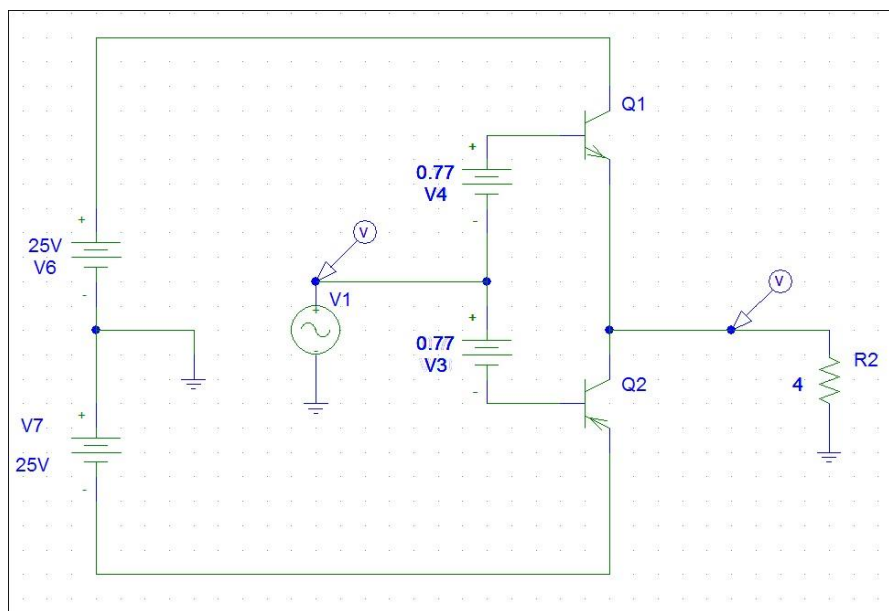 Q1
+
0.77
V4
-
V
+
25V
V6
-
V1
+
-
V
+
0.77
V3
-
R2
4
Q2
+
V7
25V
-